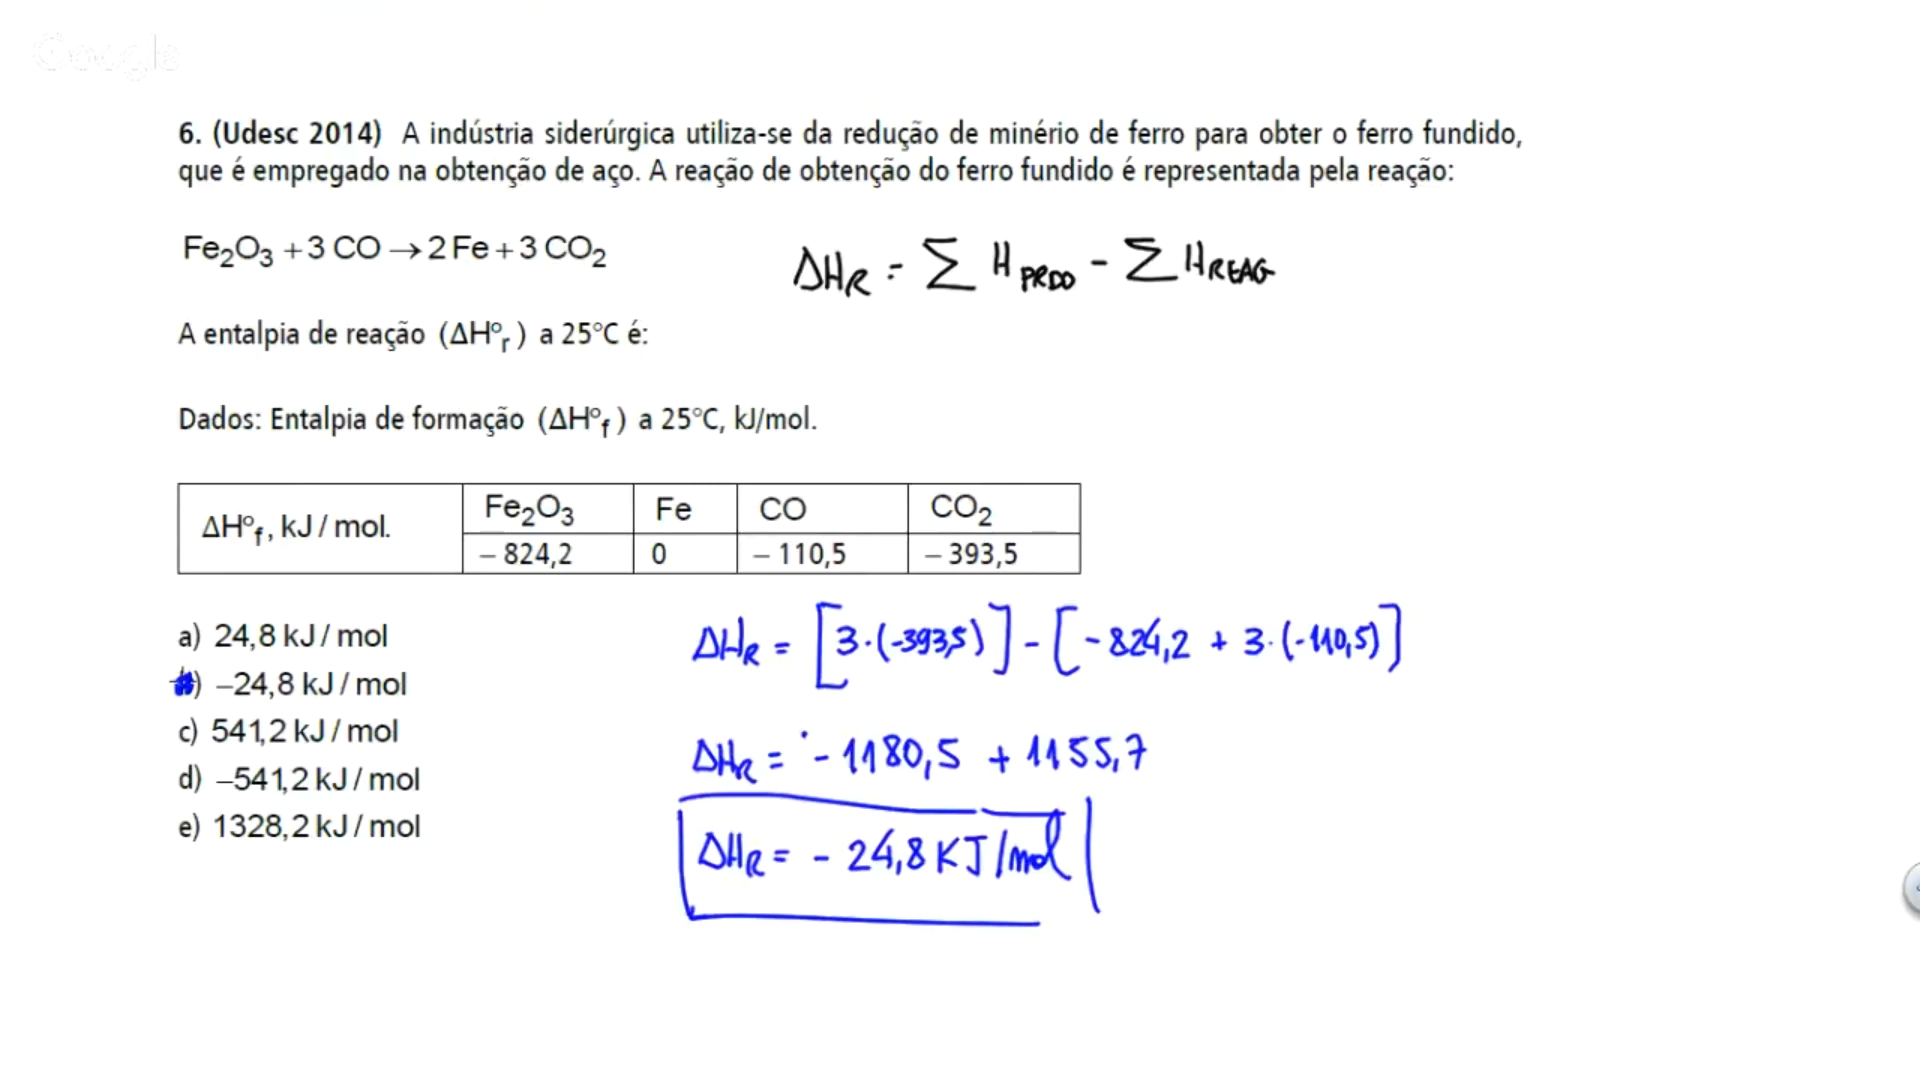 Google
6. (Udesc 2014) A indústria siderúrgica utiliza-se da redução de minério de ferro para obter o ferro fundido,
que é empregado na obtenção de aço. A reação de obtenção do ferro fundido é representada pela reação:
Fe₂O₃ + 3 CO → 2 Fe + 3 CO₂
ΔHR = Σ H PROD - Σ H REAG
A entalpia de reação (ΔH°r) a 25°C é:
Dados: Entalpia de formação (ΔH°f) a 25°C, kJ/mol.
ΔH°f, kJ / mol. Fe₂O₃ Fe CO CO₂
– 824,2 0 – 110,5 – 393,5
a) 24,8 kJ / mol
) –24,8 kJ / mol
c) 541,2 kJ / mol
d) –541,2 kJ / mol
e) 1328,2 kJ / mol
ΔHR = [3·(-393,5)] - [-824,2 + 3·(-110,5)]
ΔHR = - 1180,5 + 1155,7
ΔHR = - 24,8 KJ/mol